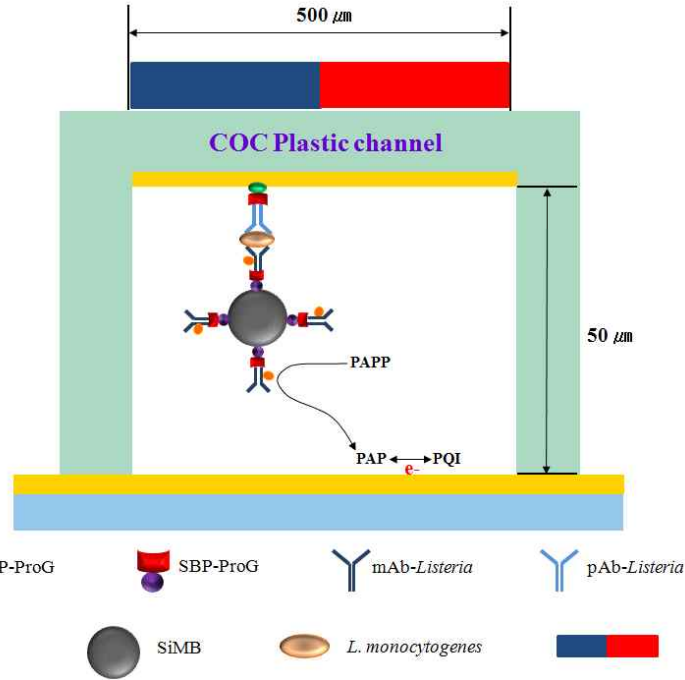 500 ㎛
COC Plastic channel
50 ㎛
PAPP
PAP PQI
e-
P-ProG SBP-ProG mAb-Listeria pAb-Listeria
SiMB L. monocytogenes